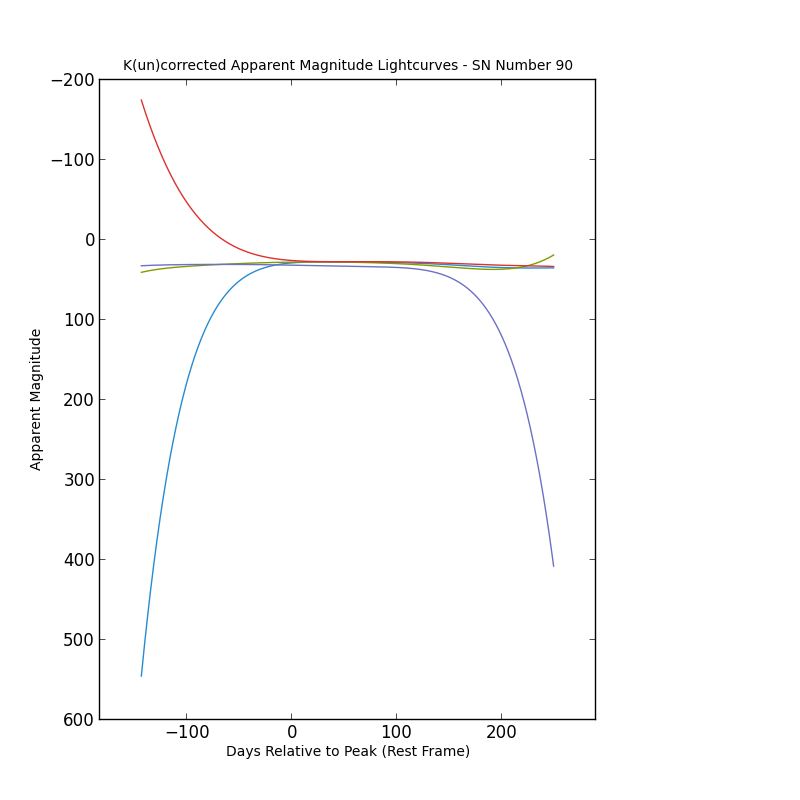 K(un)corrected Apparent Magnitude Lightcurves - SN Number 90
−200
−100
0
100
200
300
400
500
600
Apparent Magnitude
−100 0 100 200
Days Relative to Peak (Rest Frame)